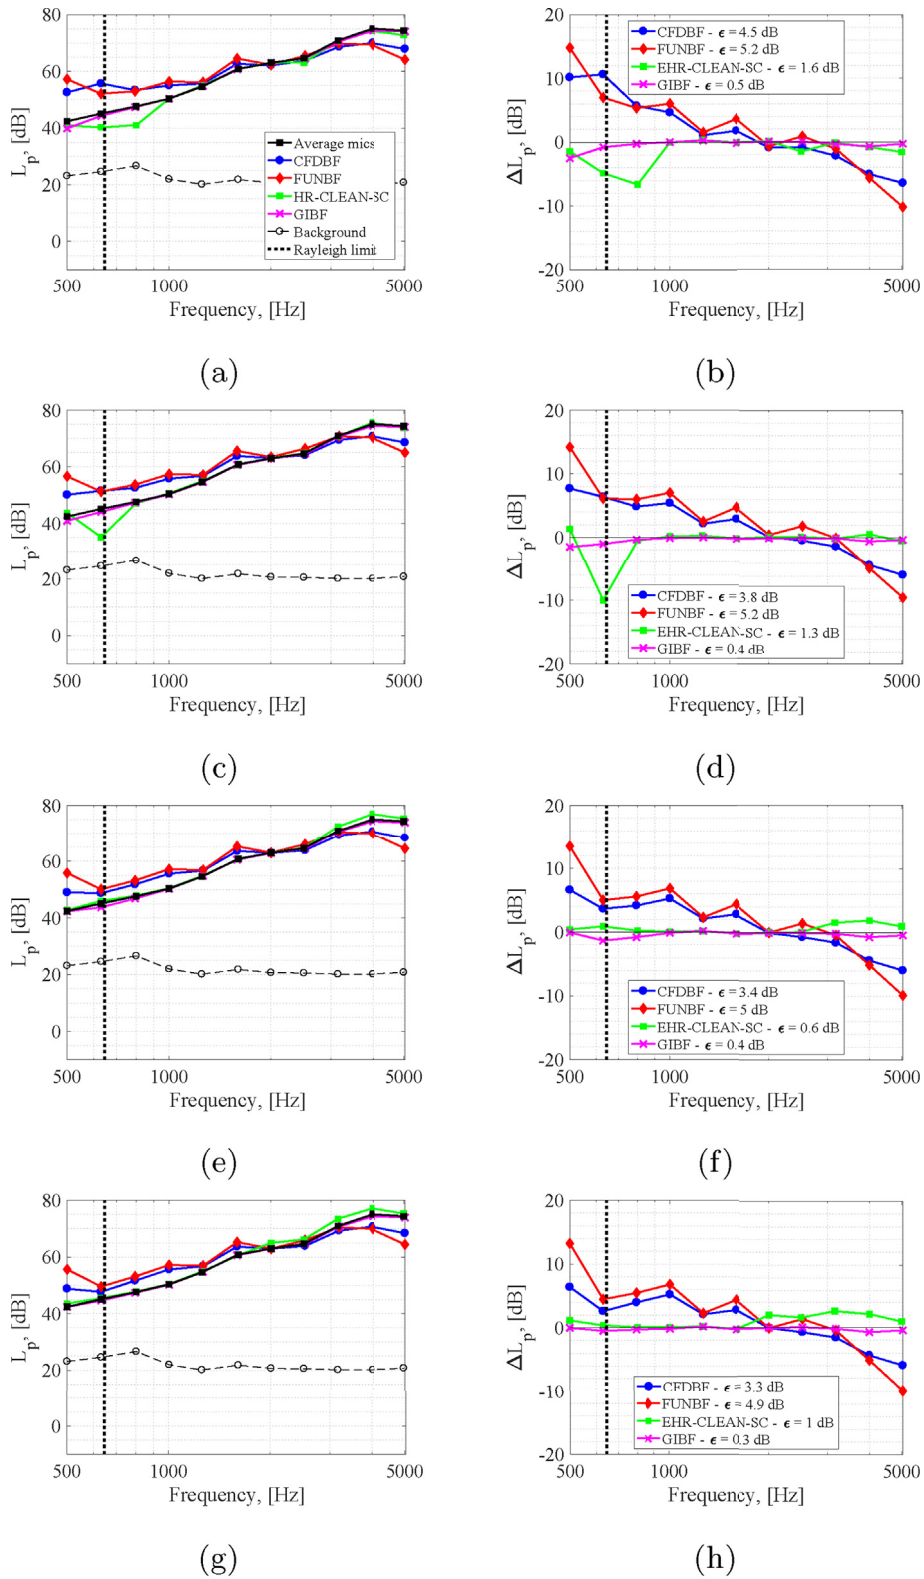 80
60
40
20
0
L_p, [dB]
Average mics
CFDBF
FUNBF
HR-CLEAN-SC
GIBF
Background
Rayleigh limit
500 1000 5000
Frequency, [Hz]
(a)
20
10
0
-10
-20
ΔL_p, [dB]
CFDBF - ϵ = 4.5 dB
FUNBF - ϵ = 5.2 dB
EHR-CLEAN-SC - ϵ = 1.6 dB
GIBF - ϵ = 0.5 dB
500 1000 5000
Frequency, [Hz]
(b)
80
60
40
20
0
L_p, [dB]
500 1000 5000
Frequency, [Hz]
(c)
20
10
0
-10
-20
ΔL_p, [dB]
CFDBF - ϵ = 3.8 dB
FUNBF - ϵ = 5.2 dB
EHR-CLEAN-SC - ϵ = 1.3 dB
GIBF - ϵ = 0.4 dB
500 1000 5000
Frequency, [Hz]
(d)
80
60
40
20
0
L_p, [dB]
500 1000 5000
Frequency, [Hz]
(e)
20
10
0
-10
-20
ΔL_p, [dB]
CFDBF - ϵ = 3.4 dB
FUNBF - ϵ = 5 dB
EHR-CLEAN-SC - ϵ = 0.6 dB
GIBF - ϵ = 0.4 dB
500 1000 5000
Frequency, [Hz]
(f)
80
60
40
20
0
L_p, [dB]
500 1000 5000
Frequency, [Hz]
(g)
20
10
0
-10
-20
ΔL_p, [dB]
CFDBF - ϵ = 3.3 dB
FUNBF - ϵ = 4.9 dB
EHR-CLEAN-SC - ϵ = 1 dB
GIBF - ϵ = 0.3 dB
500 1000 5000
Frequency, [Hz]
(h)